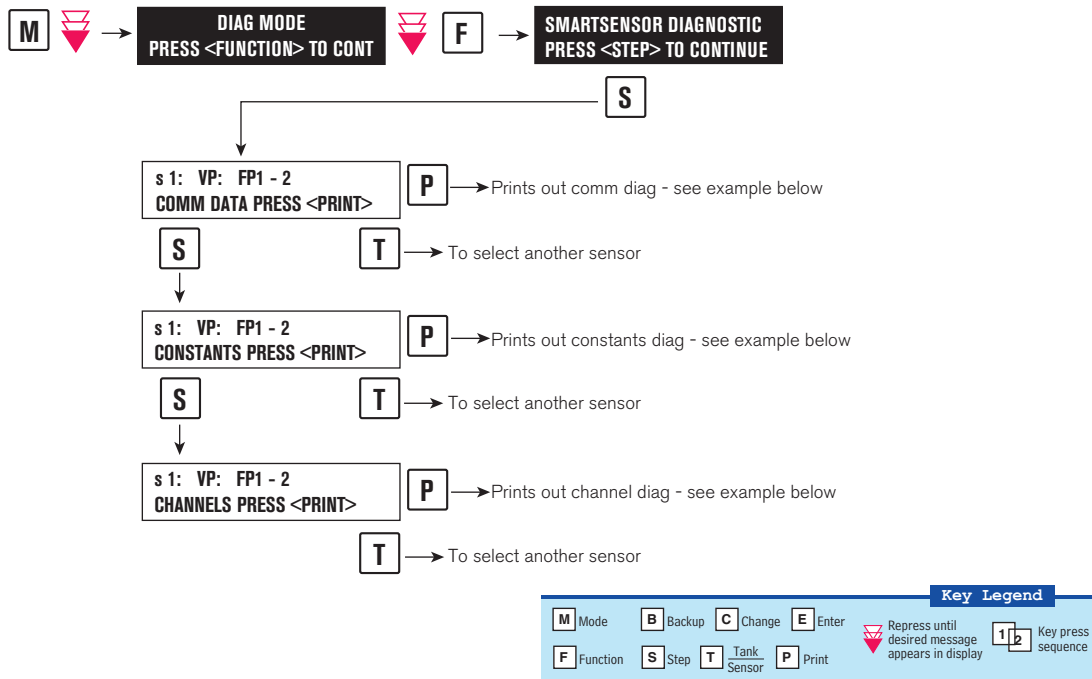 M
DIAG MODE
PRESS <FUNCTION> TO CONT
F
SMARTSENSOR DIAGNOSTIC
PRESS <STEP> TO CONTINUE
S
s 1: VP: FP1 - 2
COMM DATA PRESS <PRINT>
P
Prints out comm diag - see example below
S
T
To select another sensor
s 1: VP: FP1 - 2
CONSTANTS PRESS <PRINT>
P
Prints out constants diag - see example below
S
T
To select another sensor
s 1: VP: FP1 - 2
CHANNELS PRESS <PRINT>
P
Prints out channel diag - see example below
T
To select another sensor
Key Legend
M Mode
B Backup
C Change
E Enter
Repress until
desired message
appears in display
1 2
Key press
sequence
F Function
S Step
T Tank
Sensor
P Print